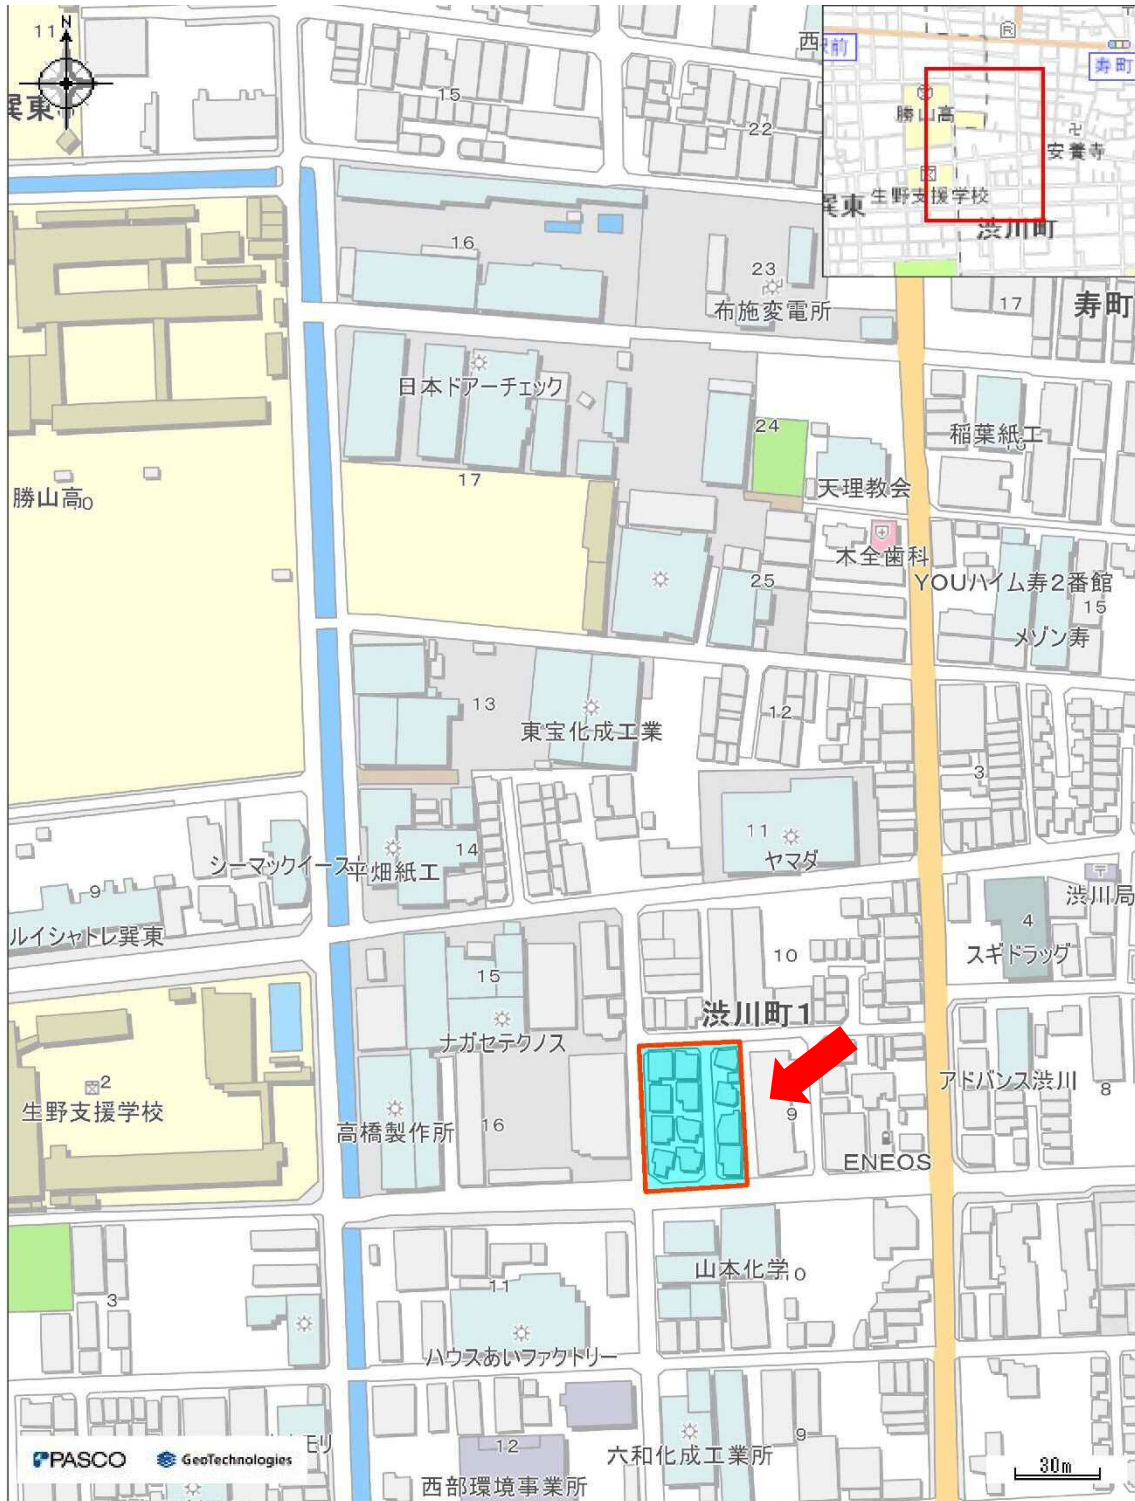 11
N
巽東
15
22
西
駅前
寿町
勝山高
安養寺
生野支援学校
巽東
渋川町
16
23
布施変電所
17
寿町
日本ドアーチェック
24
稲葉紙工
17
天理教会
勝山高
木全歯科
25
YOUハイム寿2番館
15
メゾン寿
13
12
東宝化成工業
3
11
ヤマダ
シーマックイースト
平畑紙工
14
渋川局
9
4
ルイシャトレ巽東
スギドラッグ
15
10
渋川町1
ナガセテクノス
2
アドバンス渋川
8
生野支援学校
高橋製作所
16
9
ENEOS
山本化学
3
11
ハウスあいファクトリー
12
9
六和化成工業所
西部環境事業所
PASCO
GeoTechnologies
30m